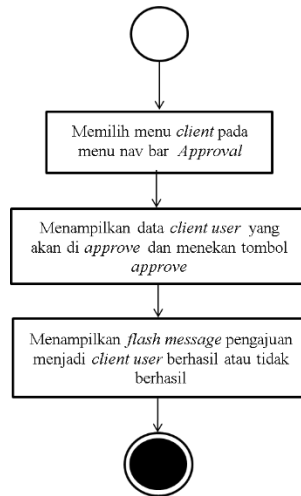 Memilih menu client pada
menu nav bar Approval
Menampilkan data client user yang
akan di approve dan menekan tombol
approve
Menampilkan flash message pengajuan
menjadi client user berhasil atau tidak
berhasil